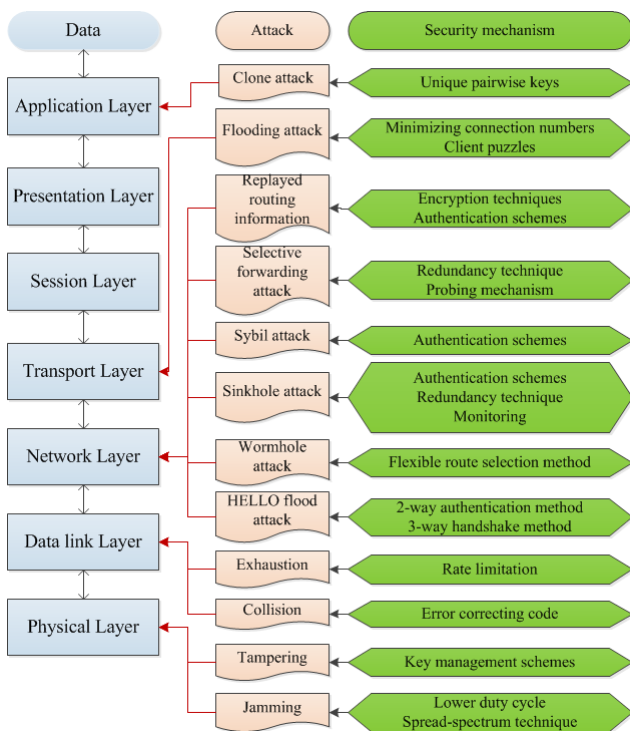 Data
Attack
Security mechanism
Application Layer
Clone attack
Unique pairwise keys
Flooding attack
Minimizing connection numbers
Client puzzles
Presentation Layer
Replayed
routing
information
Encryption techniques
Authentication schemes
Session Layer
Selective
forwarding
attack
Redundancy technique
Probing mechanism
Transport Layer
Sybil attack
Authentication schemes
Sinkhole attack
Authentication schemes
Redundancy technique
Monitoring
Network Layer
Wormhole
attack
Flexible route selection method
HELLO flood
attack
2-way authentication method
3-way handshake method
Data link Layer
Exhaustion
Rate limitation
Collision
Error correcting code
Physical Layer
Tampering
Key management schemes
Jamming
Lower duty cycle
Spread-spectrum technique